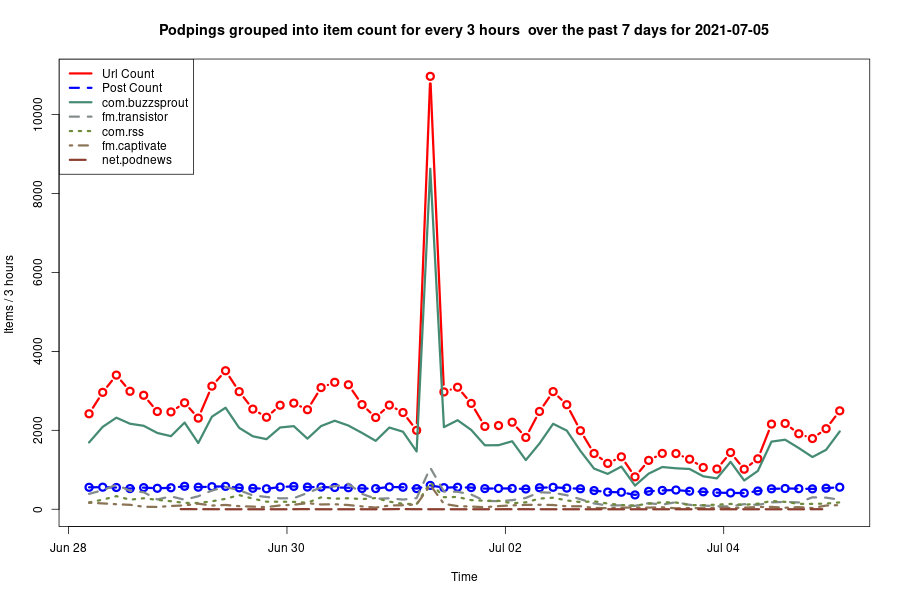 Podpings grouped into item count for every 3 hours  over the past 7 days for 2021-07-05
Url Count
Post Count
com.buzzsprout
fm.transistor
com.rss
fm.captivate
net.podnews
Items / 3 hours
10000
8000
6000
4000
2000
0
Jun 28
Jun 30
Jul 02
Jul 04
Time